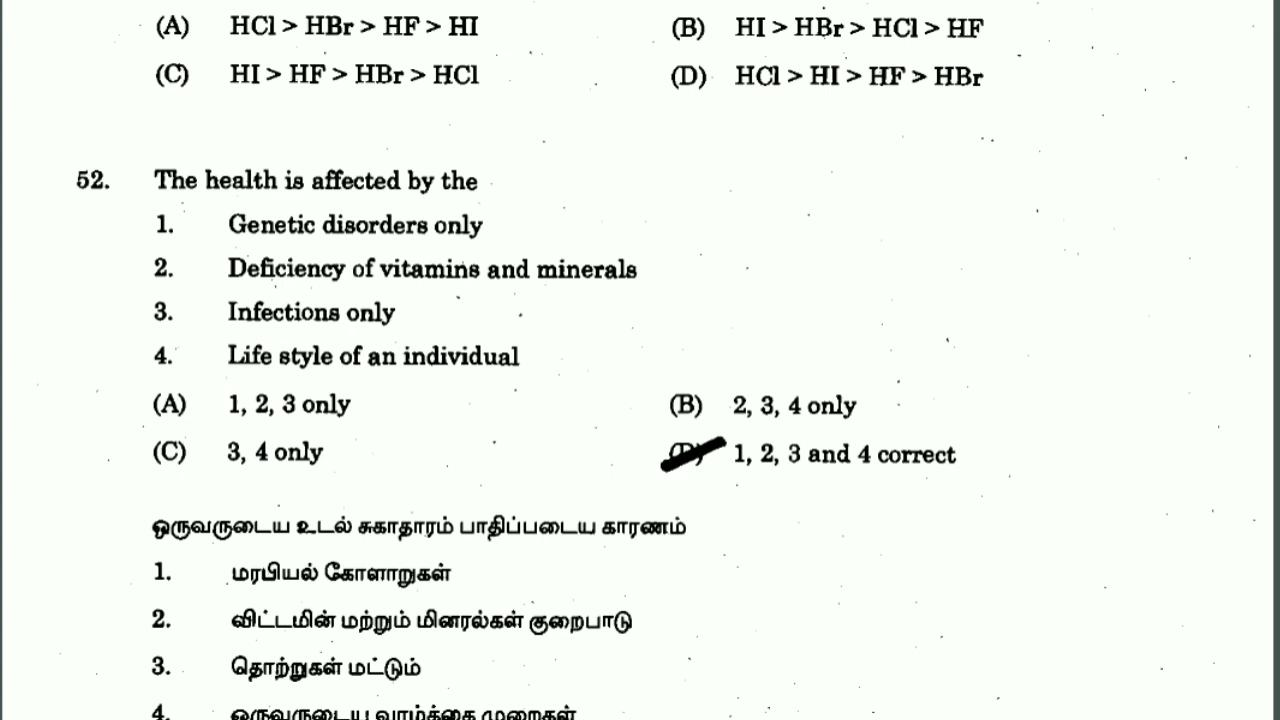 (A) HCl > HBr > HF > HI (B) HI > HBr > HCl > HF
(C) HI > HF > HBr > HCl (D) HCl > HI > HF > HBr
52. The health is affected by the
1. Genetic disorders only
2. Deficiency of vitamins and minerals
3. Infections only
4. Life style of an individual
(A) 1, 2, 3 only (B) 2, 3, 4 only
(C) 3, 4 only (D) 1, 2, 3 and 4 correct
ஒருவருடைய உடல் சுகாதாரம் பாதிப்படைய காரணம்
1. மரபியல் கோளாறுகள்
2. விட்டமின் மற்றும் மினரல்கள் குறைபாடு
3. தொற்றுகள் மட்டும்
4. ஒருவருடைய வாழ்க்கை முறைகள்